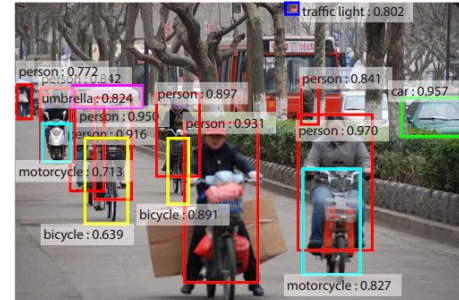 traffic light : 0.802
person : 0.772
person : 0.842
person : 0.841
car : 0.957
umbrella : 0.824
person : 0.897
person : 0.950
person : 0.916
person : 0.931
person : 0.970
motorcycle : 0.713
bicycle : 0.891
bicycle : 0.639
motorcycle : 0.827